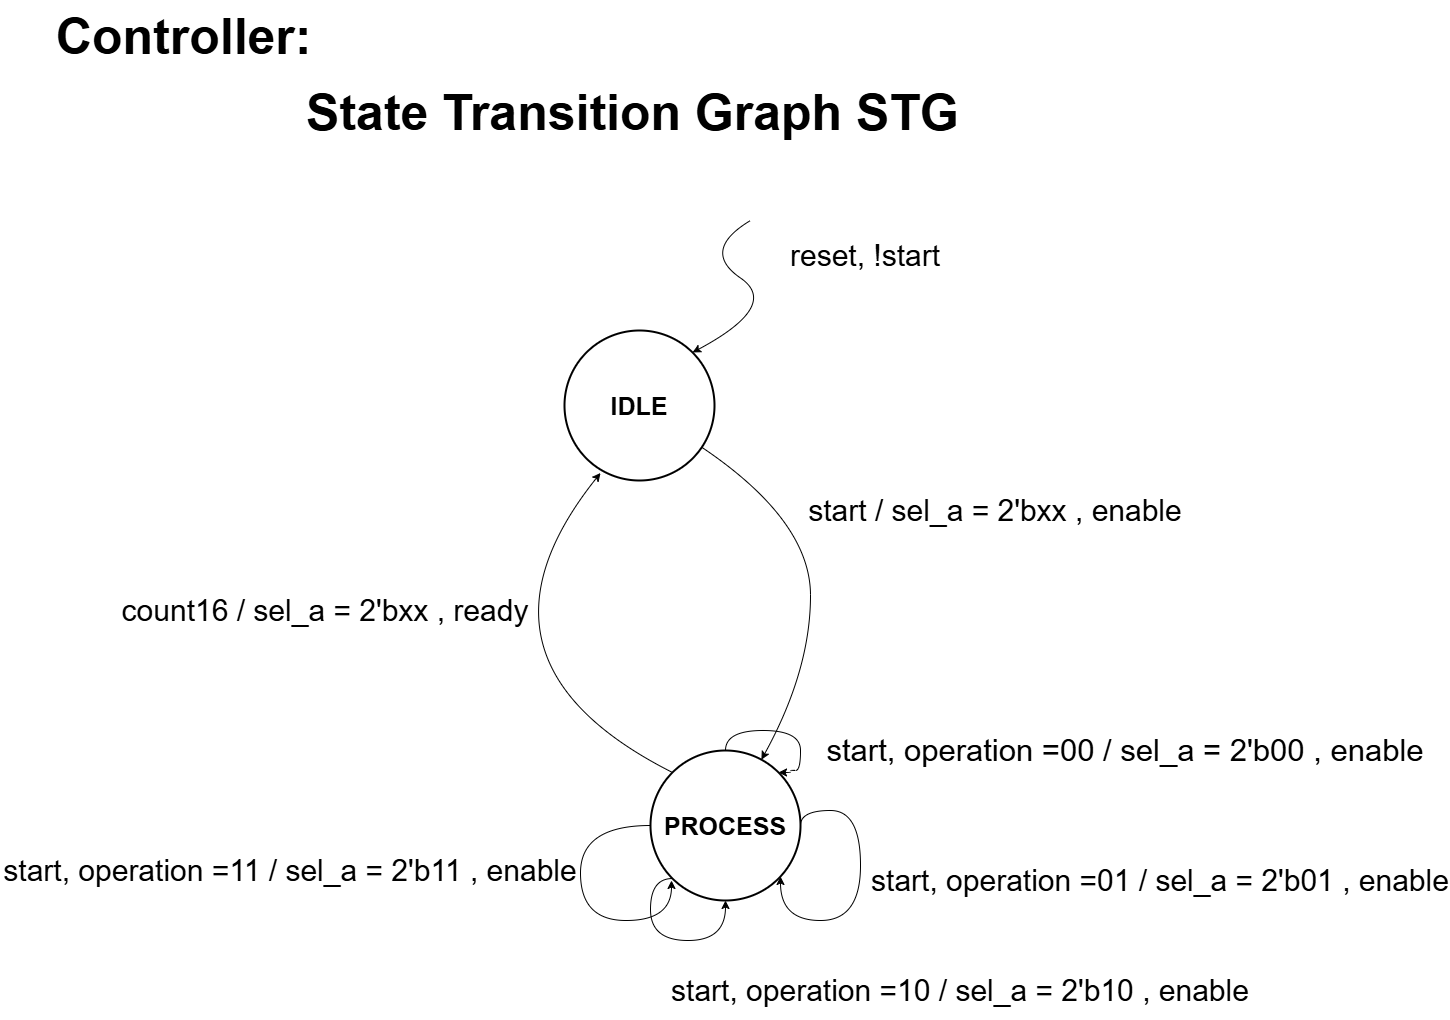 Controller:
State Transition Graph STG
reset, !start
IDLE
start / sel_a = 2'bxx , enable
count16 / sel_a = 2'bxx , ready
start, operation =00 / sel_a = 2'b00 , enable
PROCESS
start, operation =11 / sel_a = 2'b11 , enable
start, operation =01 / sel_a = 2'b01 , enable
start, operation =10 / sel_a = 2'b10 , enable